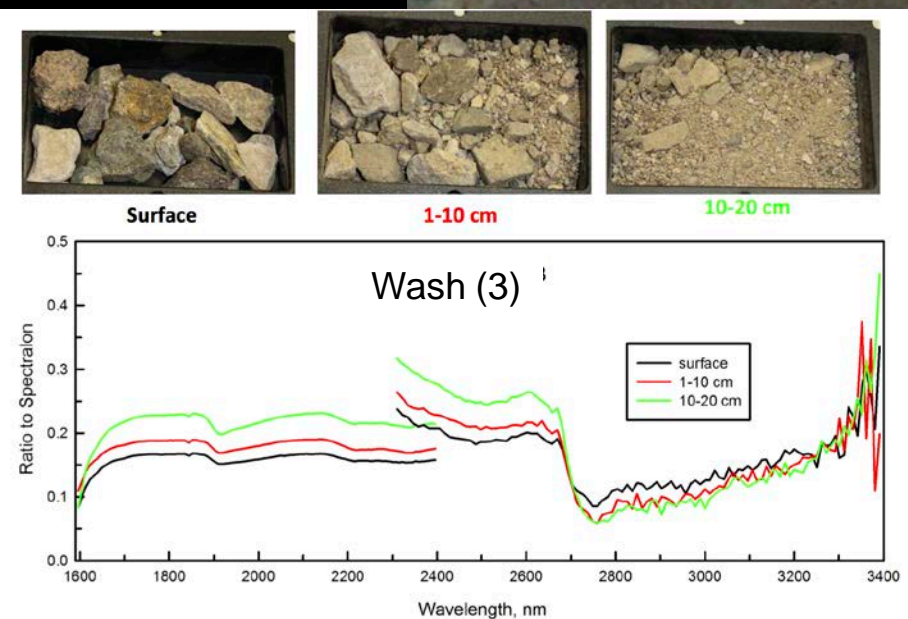 Surface
1-10 cm
10-20 cm
Wash (3)
surface
1-10 cm
10-20 cm
Ratio to Spectralon
0.5
0.4
0.3
0.2
0.1
0.0
1600 1800 2000 2200 2400 2600 2800 3000 3200 3400
Wavelength, nm